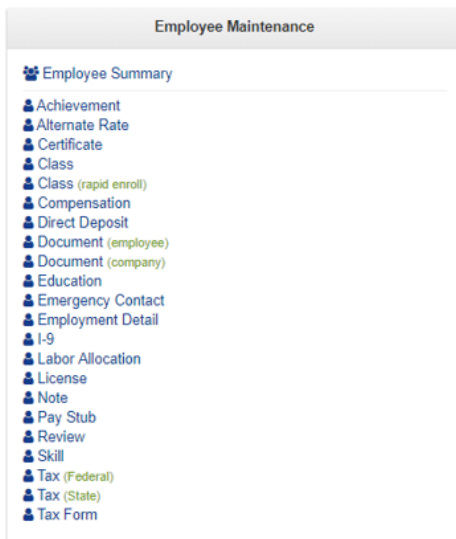 Employee Maintenance
Employee Summary
Achievement
Alternate Rate
Certificate
Class
Class (rapid enroll)
Compensation
Direct Deposit
Document (employee)
Document (company)
Education
Emergency Contact
Employment Detail
I-9
Labor Allocation
License
Note
Pay Stub
Review
Skill
Tax (Federal)
Tax (State)
Tax Form